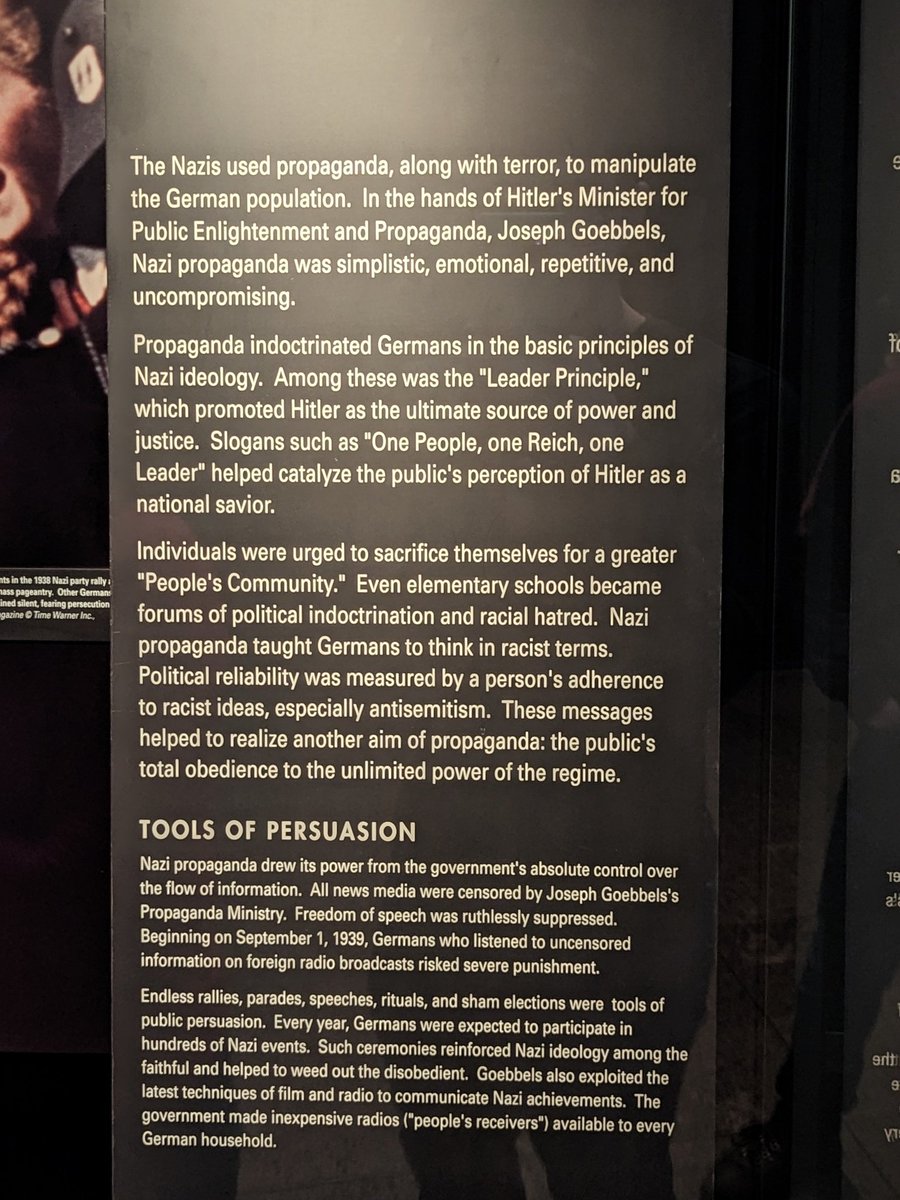 The Nazis used propaganda, along with terror, to manipulate
the German population. In the hands of Hitler's Minister for
Public Enlightenment and Propaganda, Joseph Goebbels,
Nazi propaganda was simplistic, emotional, repetitive, and
uncompromising.
Propaganda indoctrinated Germans in the basic principles of
Nazi ideology. Among these was the "Leader Principle,"
which promoted Hitler as the ultimate source of power and
justice. Slogans such as "One People, one Reich, one
Leader" helped catalyze the public's perception of Hitler as a
national savior.
Individuals were urged to sacrifice themselves for a greater
"People's Community." Even elementary schools became
forums of political indoctrination and racial hatred. Nazi
propaganda taught Germans to think in racist terms.
Political reliability was measured by a person's adherence
to racist ideas, especially antisemitism. These messages
helped to realize another aim of propaganda: the public's
total obedience to the unlimited power of the regime.
TOOLS OF PERSUASION
Nazi propaganda drew its power from the government's absolute control over
the flow of information. All news media were censored by Joseph Goebbels's
Propaganda Ministry. Freedom of speech was ruthlessly suppressed.
Beginning on September 1, 1939, Germans who listened to uncensored
information on foreign radio broadcasts risked severe punishment.
Endless rallies, parades, speeches, rituals, and sham elections were tools of
public persuasion. Every year, Germans were expected to participate in
hundreds of Nazi events. Such ceremonies reinforced Nazi ideology among the
faithful and helped to weed out the disobedient. Goebbels also exploited the
latest techniques of film and radio to communicate Nazi achievements. The
government made inexpensive radios ("people's receivers") available to every
German household.
in the 1938 Nazi party rally
pageantry. Other Germans
silent, fearing persecution
© Time Warner Inc.,